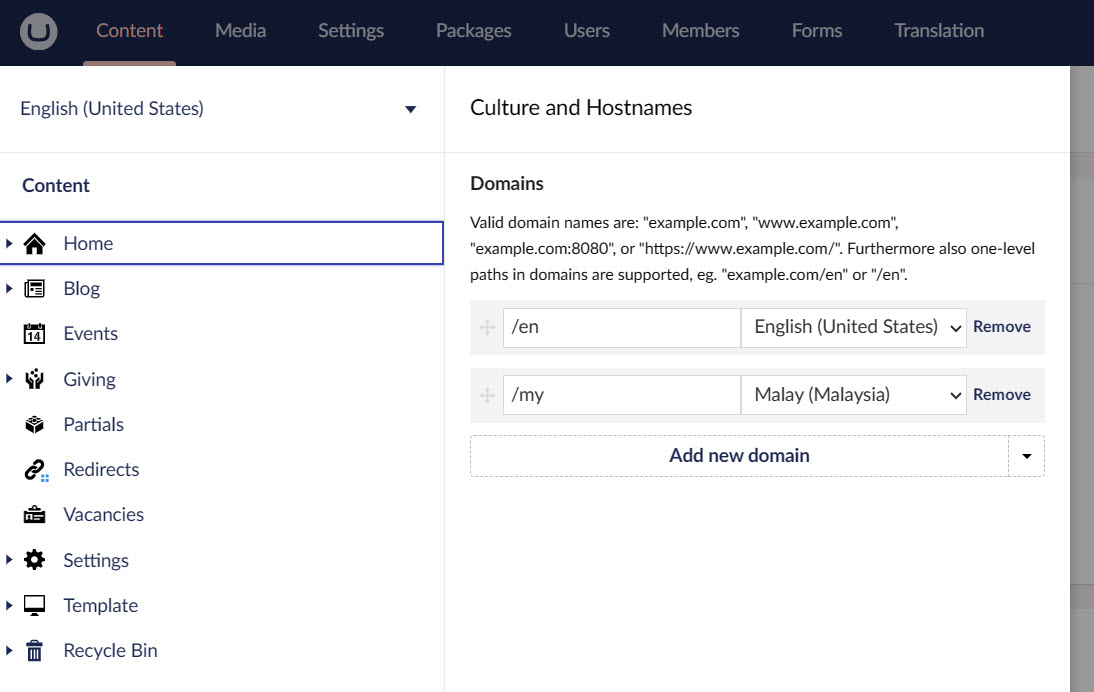 Content Media Settings Packages Users Members Forms Translation
English (United States)
Content
Home
Blog
14
Events
Giving
Partials
Redirects
Vacancies
Settings
Template
Recycle Bin
Culture and Hostnames
Domains
Valid domain names are: "example.com", "www.example.com",
"example.com:8080", or "https://www.example.com/". Furthermore also one-level
paths in domains are supported, eg. "example.com/en" or "/en".
/en English (United States) Remove
/my Malay (Malaysia) Remove
Add new domain